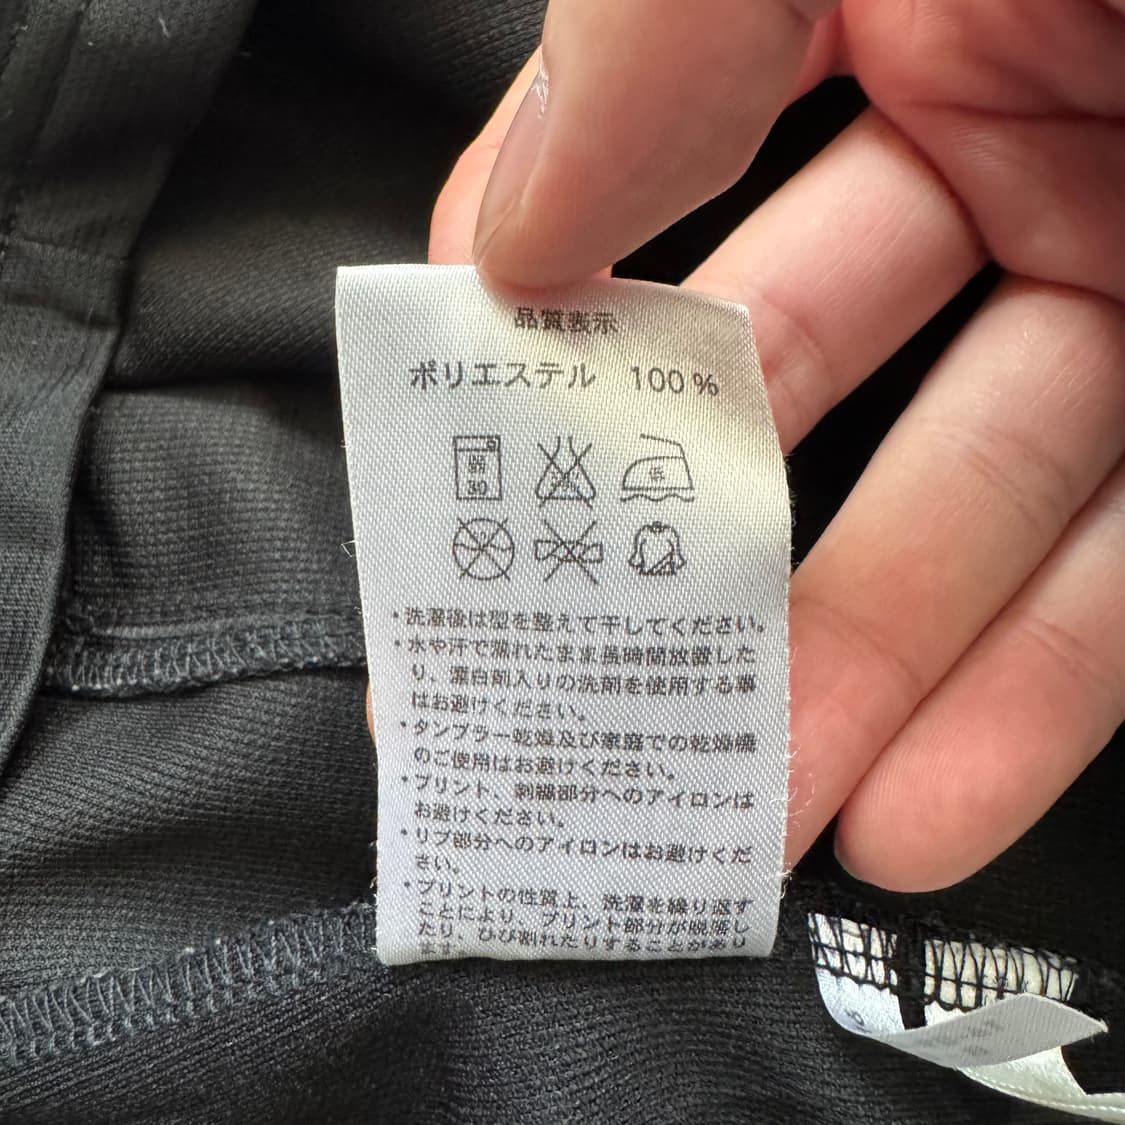 品質表示
ポリエステル 100%
弱
30
低
・洗濯後は型を整えて干してください。
・水や汗で濡れたまま長時間放置した
り、漂白剤入りの洗剤を使用する事
はお避けください。
・タンブラー乾燥及び家庭での乾燥機
のご使用はお避けください。
・プリント、刺繍部分へのアイロンは
お避けください。
・リブ部分へのアイロンはお避けくだ
さい。
・プリントの性質上、洗濯を繰り返す
ことにより、プリント部分が脱落し
たり、ひび割れたりすることがあり
ます。